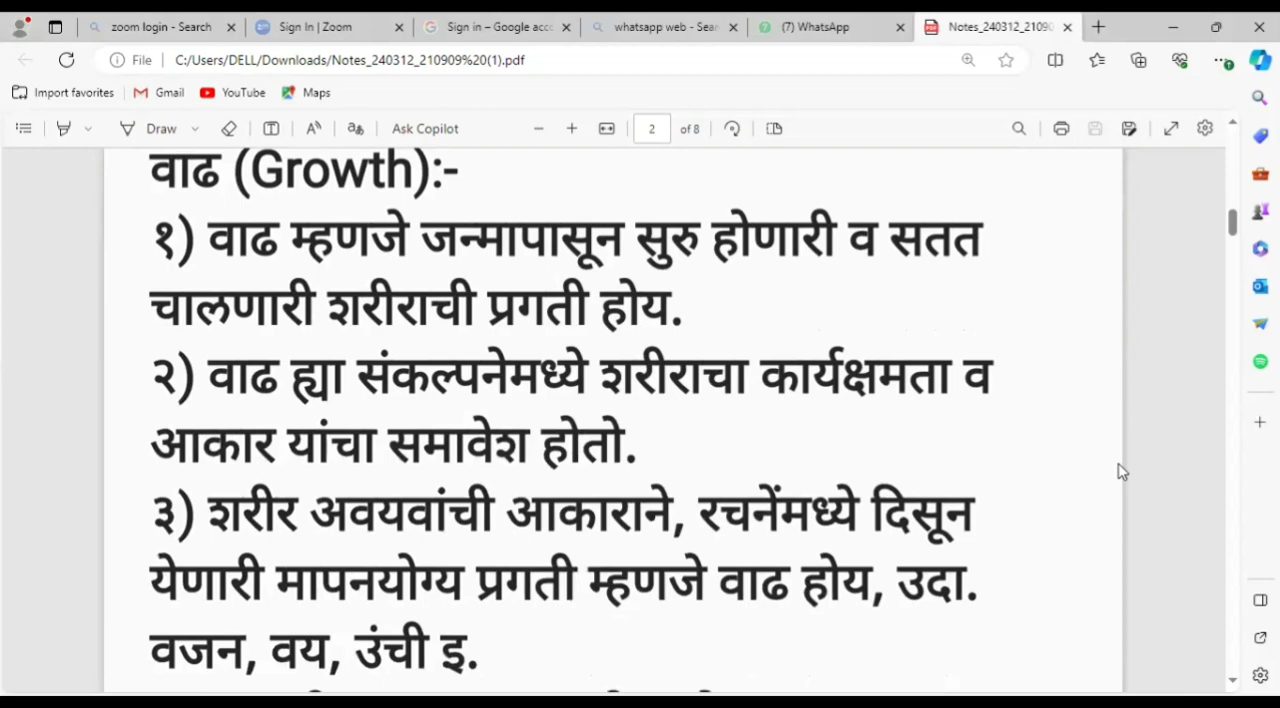 zoom login - Search
Sign In | Zoom
Sign in – Google acc
whatsapp web - Sea
(7) WhatsApp
Notes_240312_21090
File
C:/Users/DELL/Downloads/Notes_240312_210909%20(1).pdf
Import favorites
Gmail
YouTube
Maps
Draw
Ask Copilot
2 of 8
वाढ (Growth):-
१) वाढ म्हणजे जन्मापासून सुरु होणारी व सतत
चालणारी शरीराची प्रगती होय.
२) वाढ ह्या संकल्पनेमध्ये शरीराचा कार्यक्षमता व
आकार यांचा समावेश होतो.
३) शरीर अवयवांची आकाराने, रचनेंमध्ये दिसून
येणारी मापनयोग्य प्रगती म्हणजे वाढ होय, उदा.
वजन, वय, उंची इ.